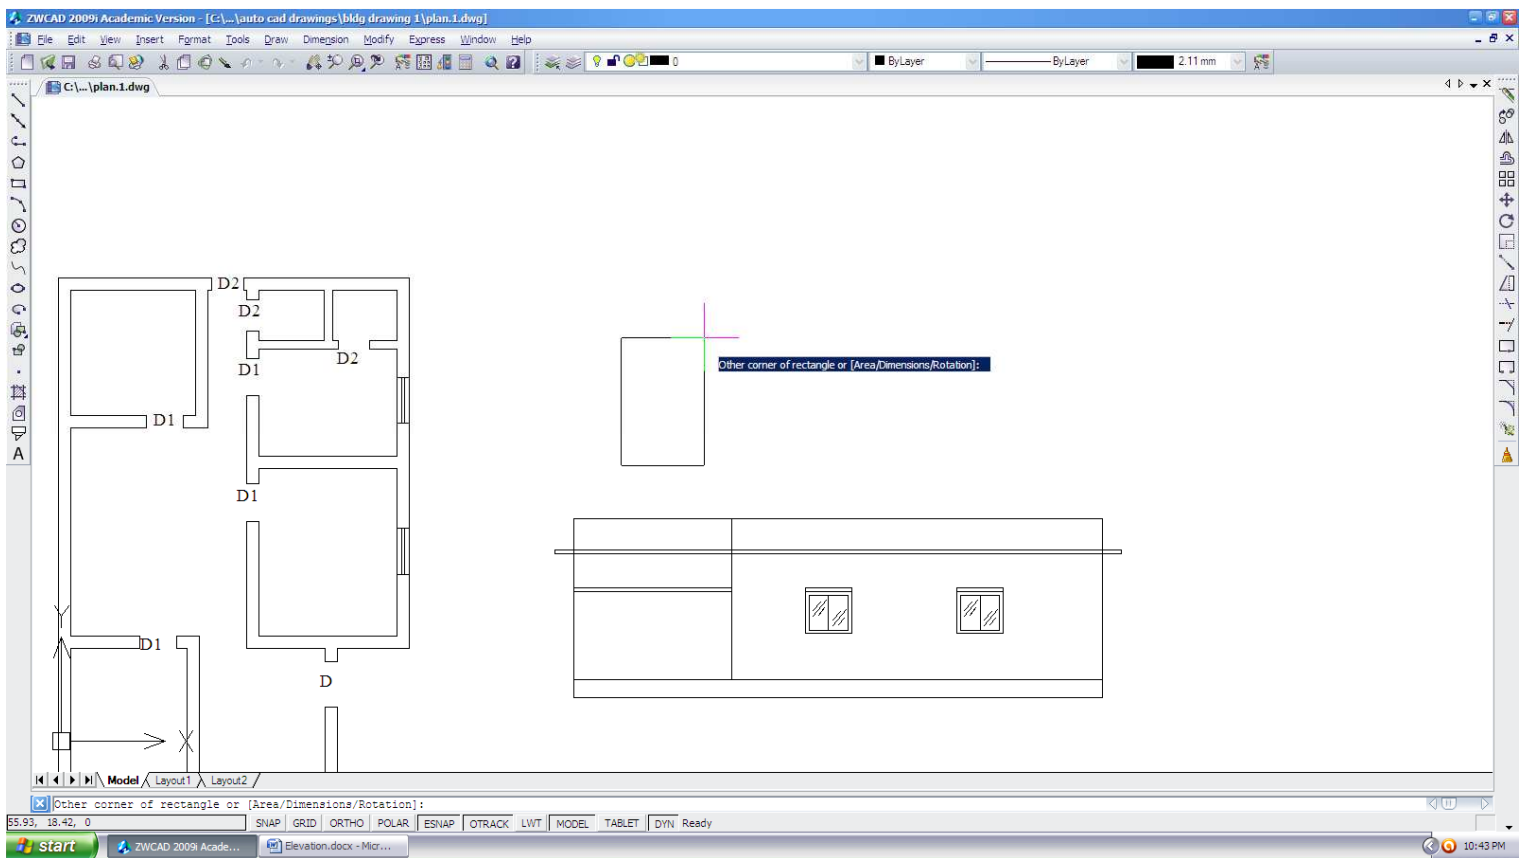 ZWCAD 2009i Academic Version - [C:\...\auto cad drawings\bldg drawing 1\plan.1.dwg]
File Edit View Insert Format Tools Draw Dimension Modify Express Window Help
0 ByLayer ByLayer 2.11 mm
C:\...\plan.1.dwg
D2
D2
D2
D1
Other corner of rectangle or [Area/Dimensions/Rotation]:
D1
A
D1
Y
D1
D
X
Model Layout1 Layout2
Other corner of rectangle or [Area/Dimensions/Rotation]:
55.93, 18.42, 0 SNAP GRID ORTHO POLAR ESNAP OTRACK LWT MODEL TABLET DYN Ready
start ZWCAD 2009i Acade... Elevation.docx - Micr... 10:43 PM